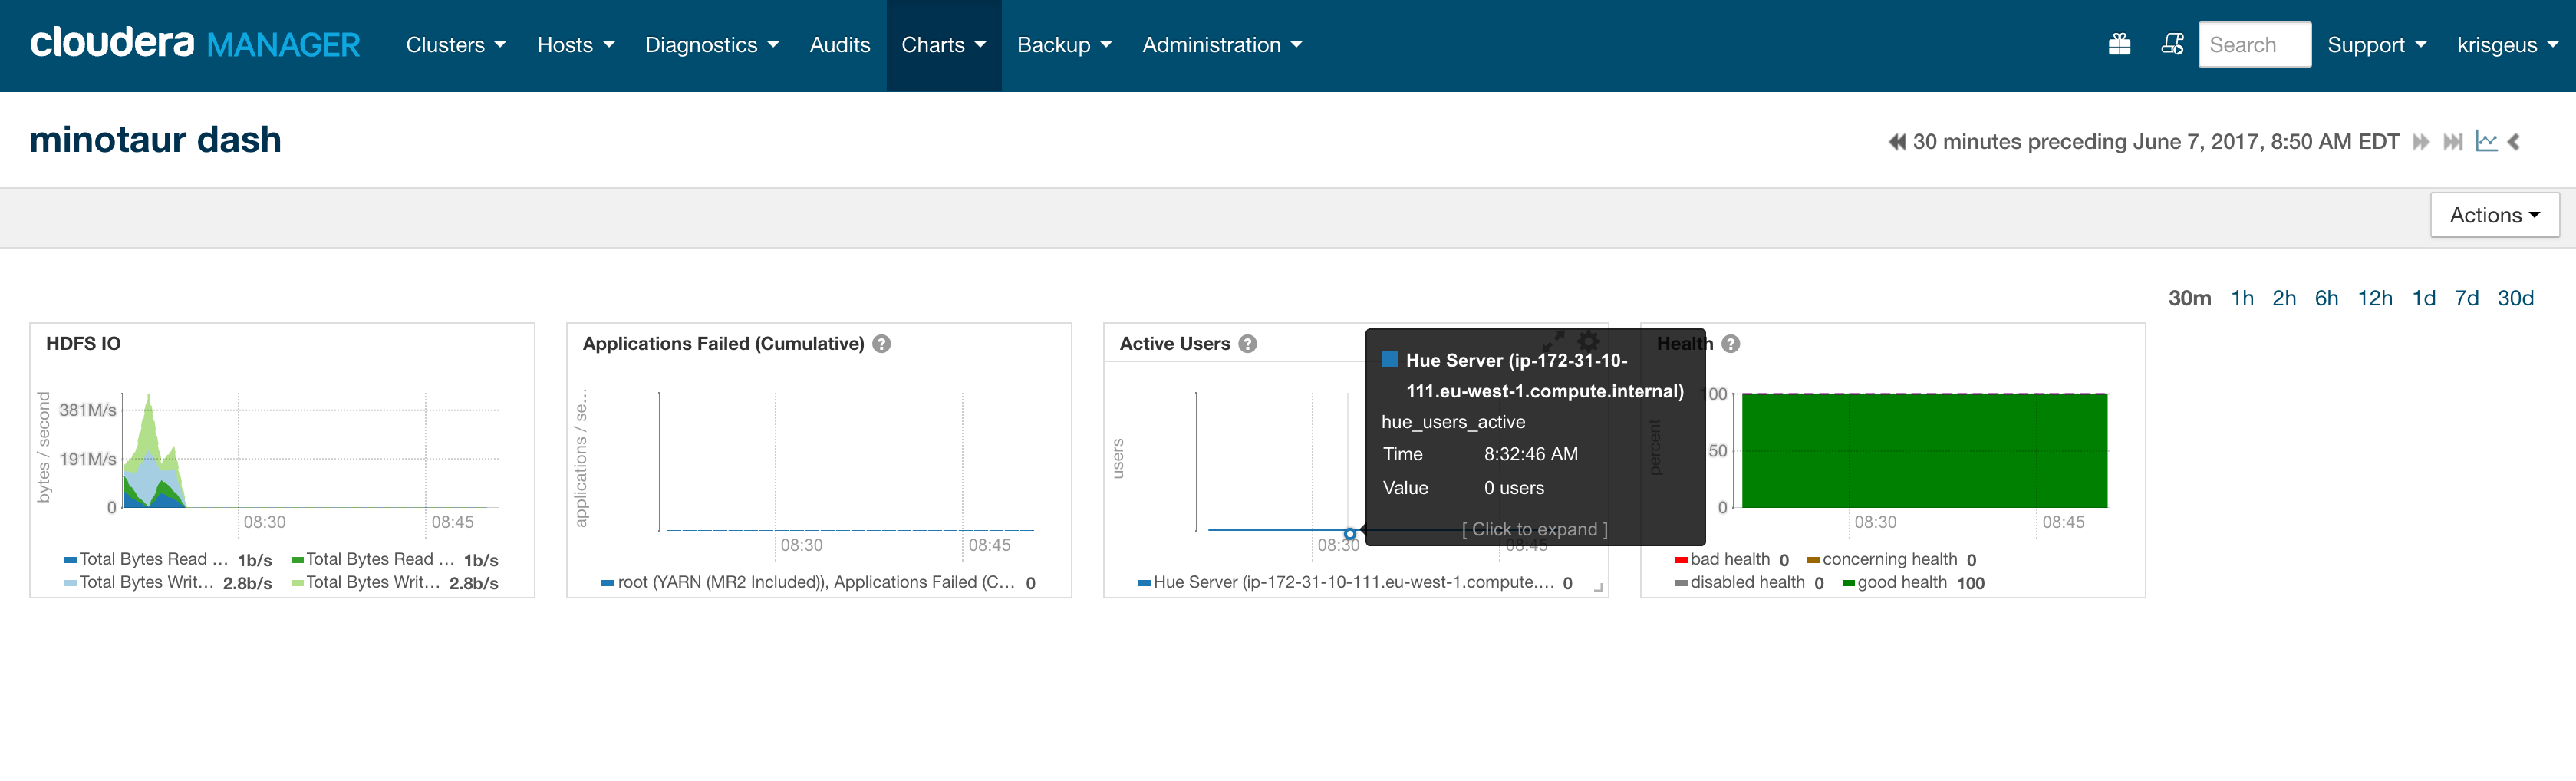 cloudera MANAGER Clusters Hosts Diagnostics Audits Charts Backup Administration Search Support krisgeus
minotaur dash
30 minutes preceding June 7, 2017, 8:50 AM EDT
Actions
30m 1h 2h 6h 12h 1d 7d 30d
HDFS IO
bytes / second
381M/s
191M/s
0
08:30 08:45
Total Bytes Read ... 1b/s Total Bytes Read ... 1b/s
Total Bytes Writ... 2.8b/s Total Bytes Writ... 2.8b/s
Applications Failed (Cumulative) ?
applications / se...
08:30 08:45
root (YARN (MR2 Included)), Applications Failed (C... 0
Active Users ?
users
08:30 08:45
Hue Server (ip-172-31-10-111.eu-west-1.compute.... 0
Hue Server (ip-172-31-10-
111.eu-west-1.compute.internal)
hue_users_active
Time 8:32:46 AM
Value 0 users
[ Click to expand ]
Health ?
percent
100
50
0
08:30 08:45
bad health 0 concerning health 0
disabled health 0 good health 100